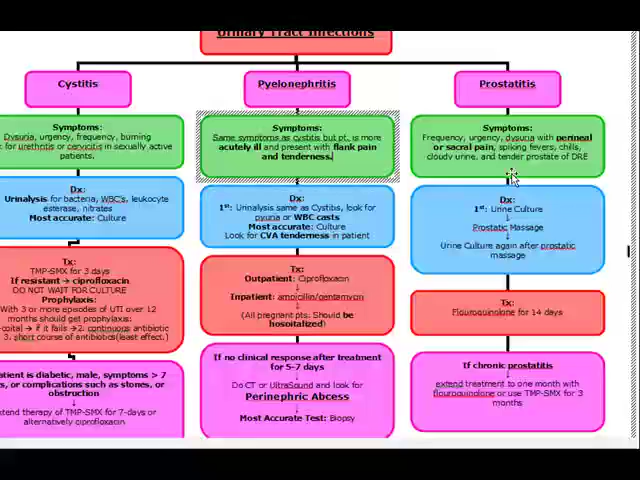 Urinary Tract Infections
Cystitis
Symptoms:
Dysuria, urgency, frequency, burning
for urethritis or cervicitis in sexually active
patients.
Dx:
Urinalysis for bacteria, WBC's, leukocyte
esterase, nitrates
Most accurate: Culture
Tx:
TMP-SMX for 3 days
If resistant → ciprofloxacin
DO NOT WAIT FOR CULTURE
Prophylaxis:
With 3 or more episodes of UTI over 12
months should get prophylaxis:
-coital → if it fails →2. continuous antibiotic
3. short course of antibiotics(least effect.)
atient is diabetic, male, symptoms > 7
s, or complications such as stones, or
obstruction
↓
tend therapy of TMP-SMX for 7-days or
alternatively ciprofloxacin
Pyelonephritis
Symptoms:
Same symptoms as cystitis but pt. is more
acutely ill and present with flank pain
and tenderness.
Dx:
1st: Urinalysis same as Cystitis, look for
pyuria or WBC casts
Most accurate: Culture
Look for CVA tenderness in patient
Tx:
Outpatient: Ciprofloxacin
↓
Inpatient: ampicillin/gentamycin
↓
(All pregnant pts. Should be
hospitalized)
If no clinical response after treatment
for 5-7 days
↓
Do CT or UltraSound and look for
Perinephric Abcess
↓
Most Accurate Test: Biopsy
Prostatitis
Symptoms:
Frequency, urgency, dysuria with perineal
or sacral pain, spiking fevers, chills,
cloudy urine, and tender prostate of DRE
Dx:
1st: Urine Culture
↓
Prostatic Massage
↓
Urine Culture again after prostatic
massage
Tx:
Flouroquinolone for 14 days
If chronic prostatitis
↓
extend treatment to one month with
flouroquinolone or use TMP-SMX for 3
months